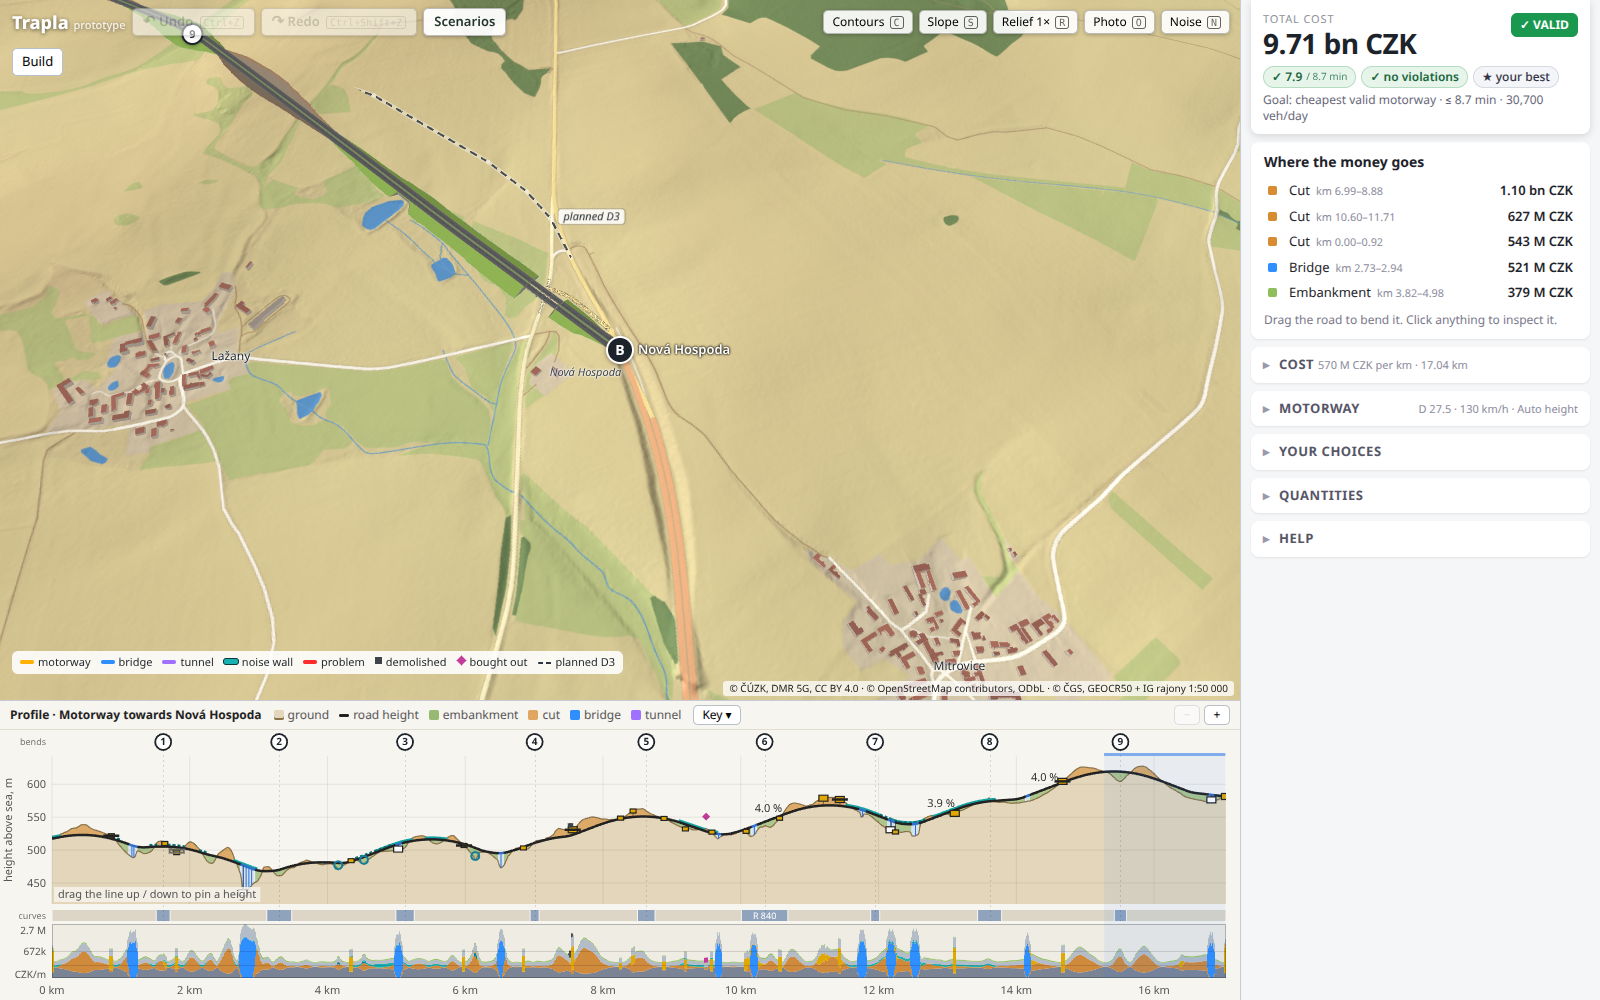 Trapla prototype
Undo Ctrl+Z
Redo Ctrl+Shift+Z
Scenarios
Contours C
Slope S
Relief 1× R
Photo O
Noise N
Build
9
planned D3
Lažany
B Nová Hospoda
Nová Hospoda
Mitrovice
motorway bridge tunnel noise wall problem demolished bought out planned D3
© ČÚZK, DMR 5G, CC BY 4.0 · © OpenStreetMap contributors, ODbL · © ČGS, GEOCR50 + IG rajony 1:50 000
TOTAL COST
9.71 bn CZK
✓ VALID
✓ 7.9 / 8.7 min
✓ no violations
★ your best
Goal: cheapest valid motorway · ≤ 8.7 min · 30,700
veh/day
Where the money goes
Cut km 6.99–8.88 1.10 bn CZK
Cut km 10.60–11.71 627 M CZK
Cut km 0.00–0.92 543 M CZK
Bridge km 2.73–2.94 521 M CZK
Embankment km 3.82–4.98 379 M CZK
Drag the road to bend it. Click anything to inspect it.
▶ COST 570 M CZK per km · 17.04 km
▶ MOTORWAY D 27.5 · 130 km/h · Auto height
▶ YOUR CHOICES
▶ QUANTITIES
▶ HELP
Profile · Motorway towards Nová Hospoda
ground road height embankment cut bridge tunnel
Key ▾
− +
bends 1 2 3 4 5 6 7 8 9
height above sea, m
600
550
500
450
4.0 %
3.9 %
4.0 %
drag the line up / down to pin a height
curves R 840
2.7 M
672k
CZK/m
0 km 2 km 4 km 6 km 8 km 10 km 12 km 14 km 16 km